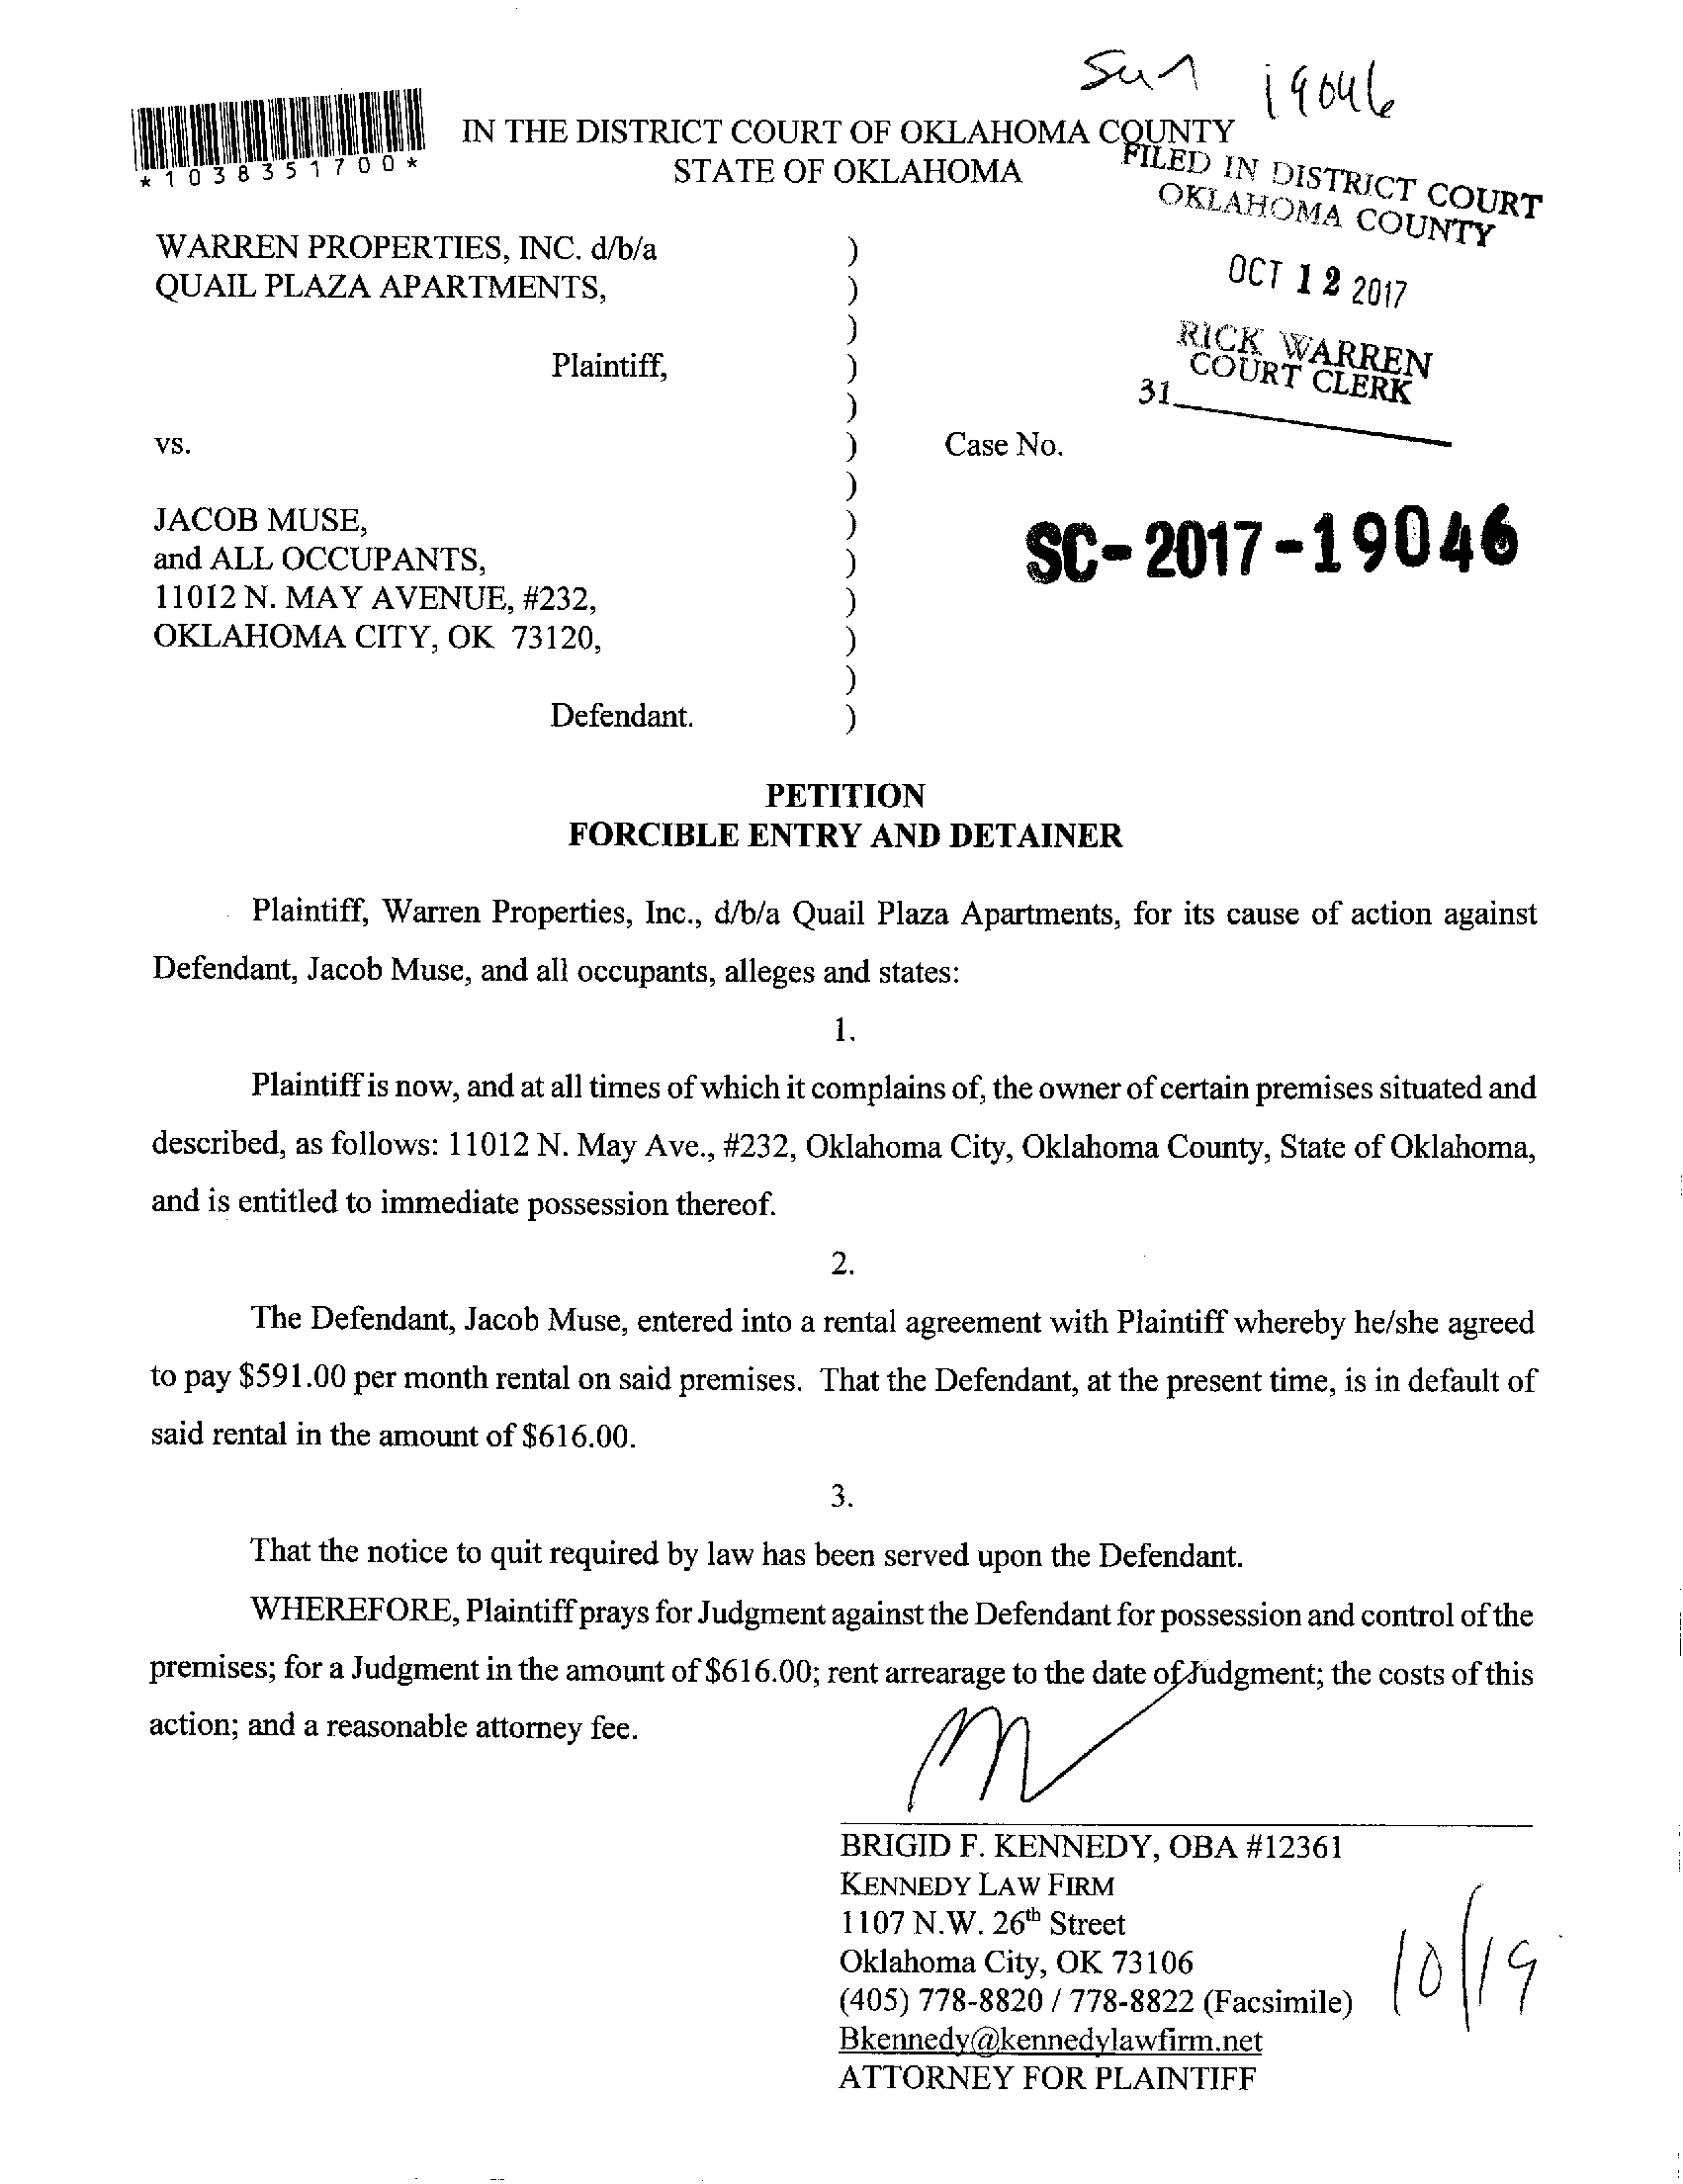 Sun 19046
*1038351700*
IN THE DISTRICT COURT OF OKLAHOMA COUNTY
STATE OF OKLAHOMA
FILED IN DISTRICT COURT
OKLAHOMA COUNTY
OCT 12 2017
RICK WARREN
COURT CLERK
31
WARREN PROPERTIES, INC. d/b/a )
QUAIL PLAZA APARTMENTS, )
)
Plaintiff, )
)
vs. ) Case No.
)
JACOB MUSE, )
SC-2017-19046
and ALL OCCUPANTS, )
11012 N. MAY AVENUE, #232, )
OKLAHOMA CITY, OK 73120, )
)
Defendant. )
PETITION
FORCIBLE ENTRY AND DETAINER
Plaintiff, Warren Properties, Inc., d/b/a Quail Plaza Apartments, for its cause of action against
Defendant, Jacob Muse, and all occupants, alleges and states:
1.
Plaintiff is now, and at all times of which it complains of, the owner of certain premises situated and
described, as follows: 11012 N. May Ave., #232, Oklahoma City, Oklahoma County, State of Oklahoma,
and is entitled to immediate possession thereof.
2.
The Defendant, Jacob Muse, entered into a rental agreement with Plaintiff whereby he/she agreed
to pay $591.00 per month rental on said premises. That the Defendant, at the present time, is in default of
said rental in the amount of $616.00.
3.
That the notice to quit required by law has been served upon the Defendant.
WHEREFORE, Plaintiff prays for Judgment against the Defendant for possession and control of the
premises; for a Judgment in the amount of $616.00; rent arrearage to the date of Judgment; the costs of this
action; and a reasonable attorney fee.
BRIGID F. KENNEDY, OBA #12361
KENNEDY LAW FIRM
1107 N.W. 26th Street
Oklahoma City, OK 73106
(405) 778-8820 / 778-8822 (Facsimile)
Bkennedy@kennedylawfirm.net
ATTORNEY FOR PLAINTIFF
10/19